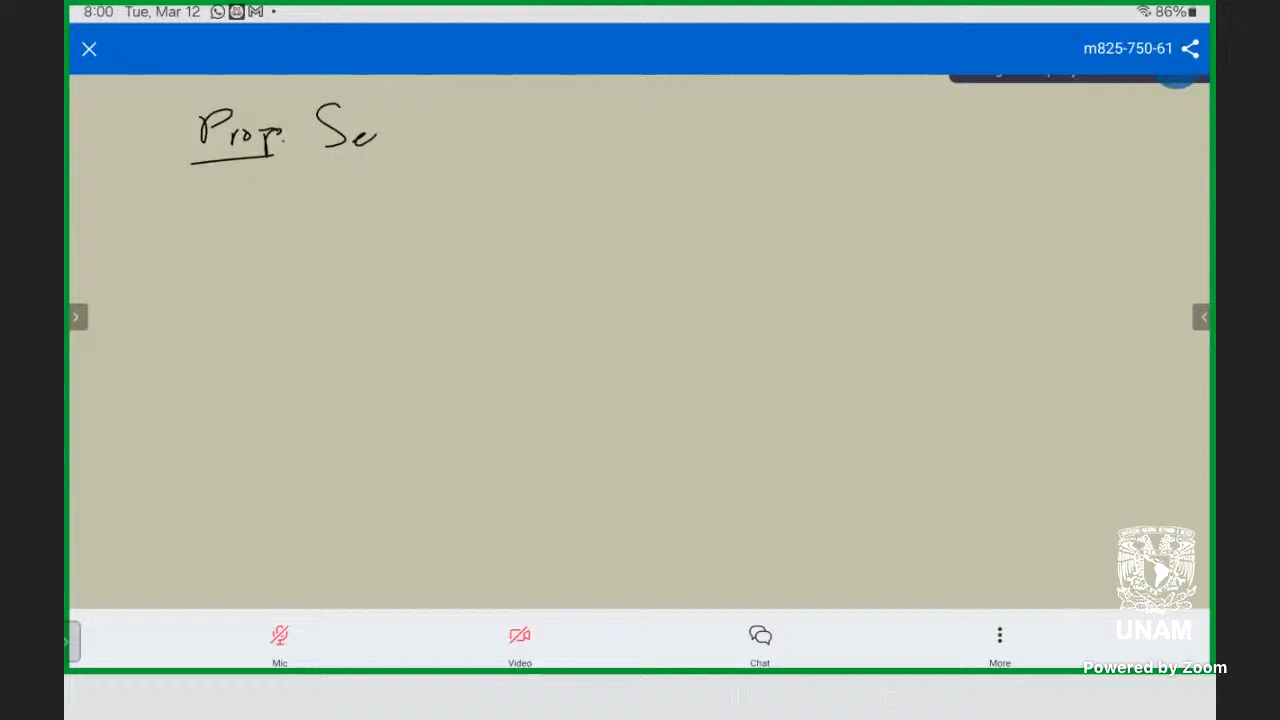 8:00 Tue, Mar 12 86%
m825-750-61
Prop. Se
Mic Video Chat More
UNAM
Powered by Zoom